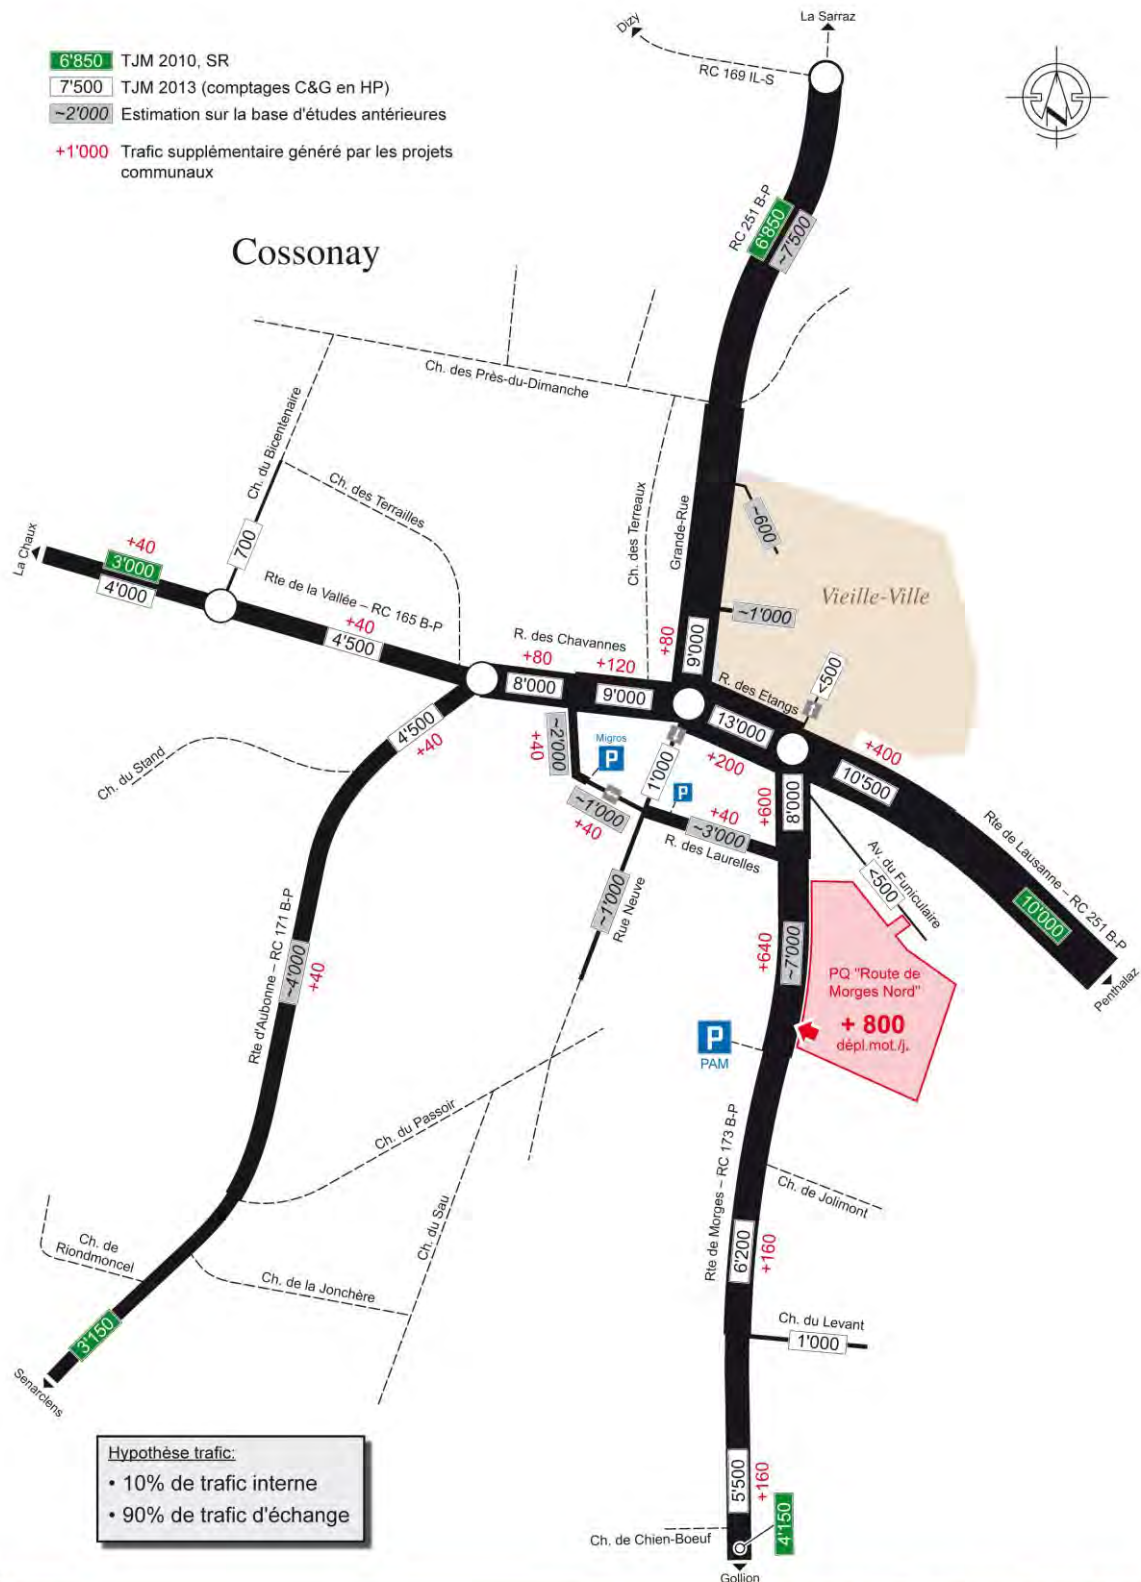 Dizy
La Sarraz
6'850 TJM 2010, SR
7'500 TJM 2013 (comptages C&G en HP)
~2'000 Estimation sur la base d'études antérieures
+1'000 Trafic supplémentaire généré par les projets
communaux
RC 169 IL-S
N
RC 251 B-P
6'850
~7'500
Cossonay
Ch. des Près-du-Dimanche
Ch. du Bicentenaire
Ch. des Terrailles
Ch. des Terreaux
Grande-Rue
~600
La Chaux
+40
3'000
4'000
700
Rte de la Vallée – RC 165 B-P
+40
4'500
Vieille-Ville
~1'000
R. des Chavannes
+80
+120
+80
9'000
8'000
9'000
R. des Etangs
<500
13'000
+200
+400
10'500
4'500
+40
Ch. du Stand
~2'000
+40
Migros
P
1'000
P
~1'000
+40
+40
~3'000
R. des Laurelles
+600
8'000
Av. du Funiculaire
<500
Rte de Lausanne – RC 251 B-P
10'000
Penthalaz
~1'000
Rue Neuve
Rte d'Aubonne – RC 171 B-P
~4'000
+40
+640
~7'000
PQ "Route de
Morges Nord"
+ 800
dépl.mot./j.
P
PAM
Ch. du Passoir
Ch. du Sau
Rte de Morges – RC 173 B-P
Ch. de Jolimont
6'200
+160
Ch. de
Riondmoncel
Ch. de la Jonchère
Ch. du Levant
1'000
3'150
Senarclens
Hypothèse trafic:
• 10% de trafic interne
• 90% de trafic d'échange
5'500
+160
4'150
Ch. de Chien-Boeuf
Gollion